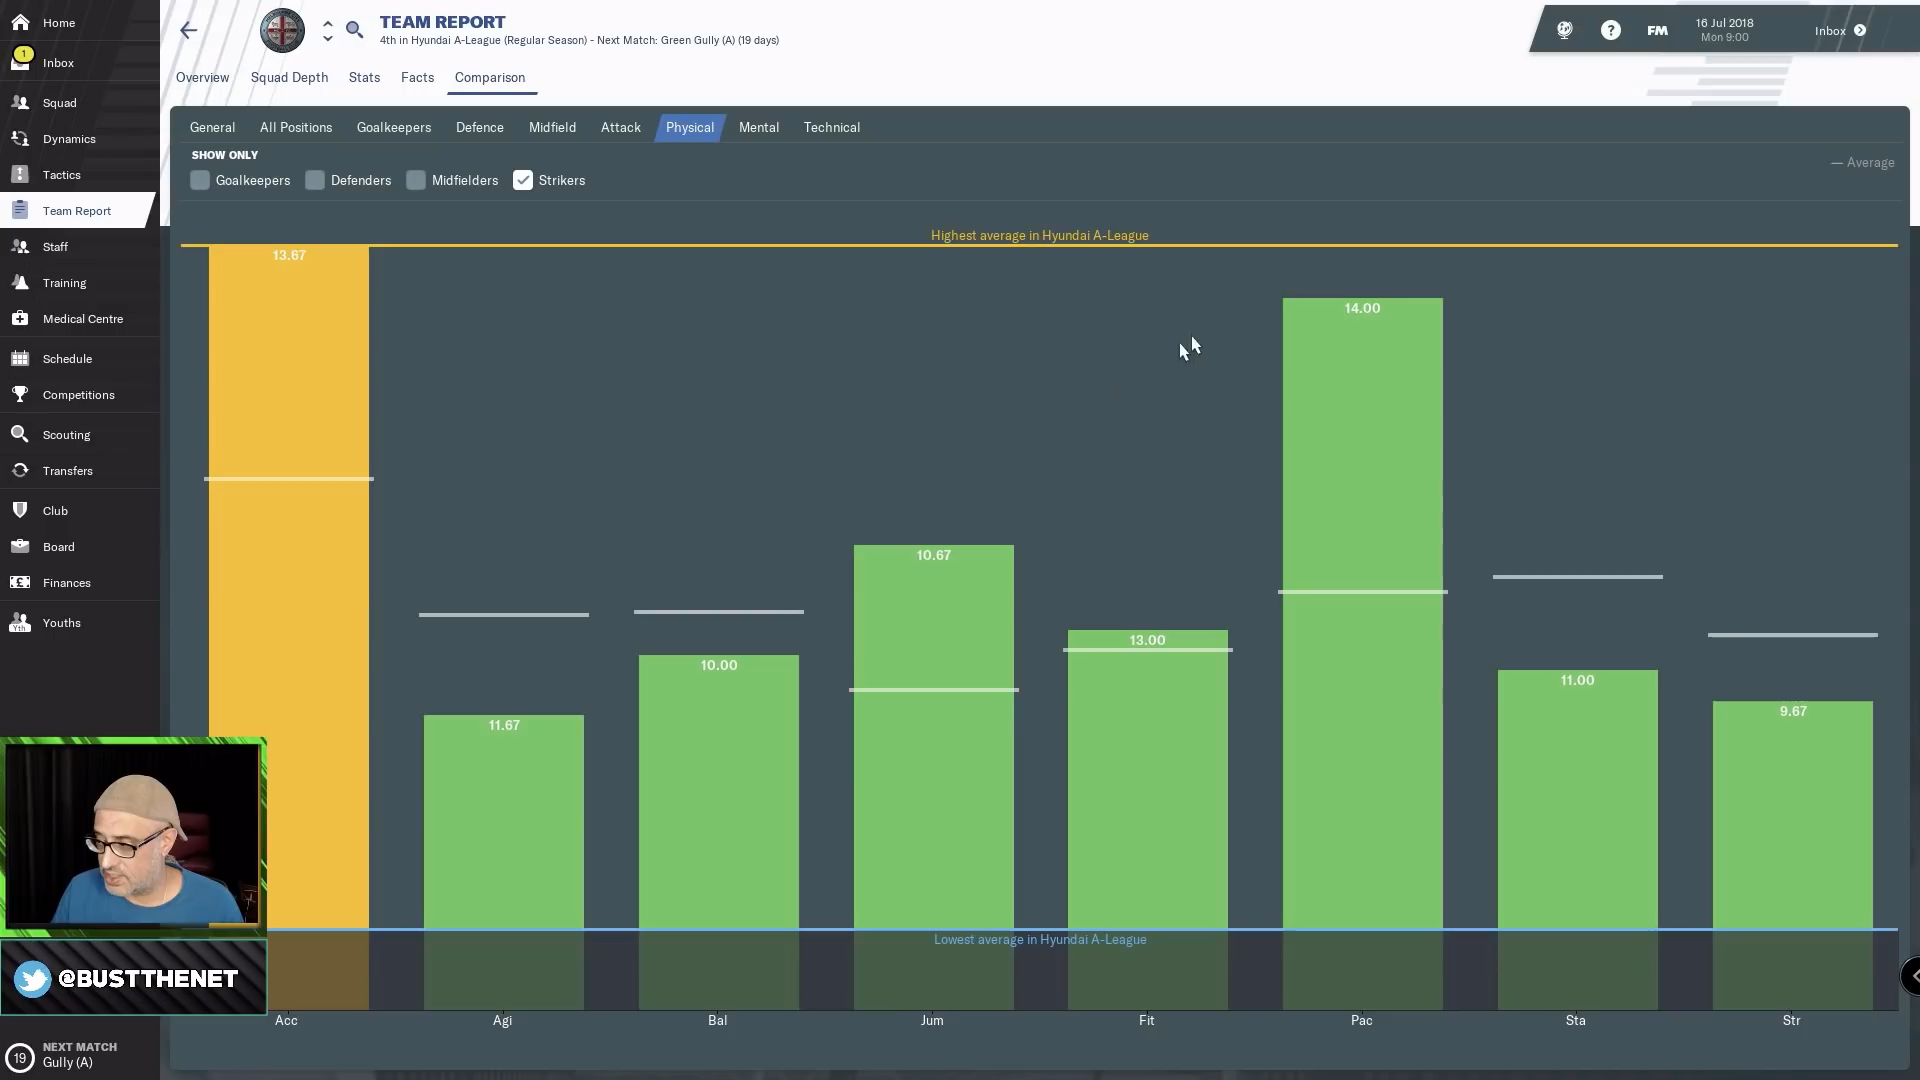 Home
1
Inbox
Squad
Dynamics
Tactics
Team Report
Staff
Training
Medical Centre
Schedule
Competitions
Scouting
Transfers
Club
Board
Finances
Yth
Youths
TEAM REPORT
4th in Hyundai A-League (Regular Season) - Next Match: Green Gully (A) (19 days)
? FM
16 Jul 2018
Mon 9:00
Inbox
Overview Squad Depth Stats Facts Comparison
General All Positions Goalkeepers Defence Midfield Attack Physical Mental Technical
SHOW ONLY
Average
Goalkeepers Defenders Midfielders Strikers
Highest average in Hyundai A-League
13.67
14.00
10.67
13.00
10.00
11.00
9.67
11.67
Lowest average in Hyundai A-League
@BUSTTHENET
Acc Agi Bal Jum Fit Pac Sta Str
19
NEXT MATCH
Gully (A)